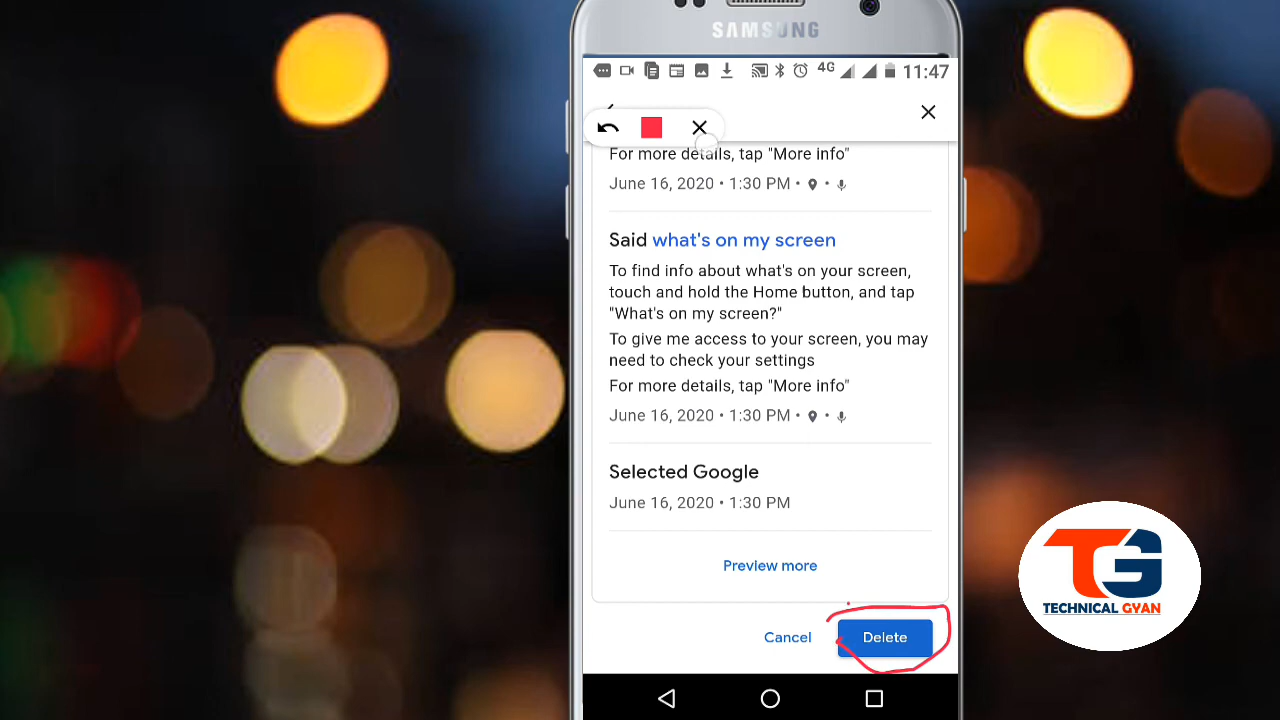 SAMSUNG
4G 11:47
For more details, tap "More info"
June 16, 2020 • 1:30 PM •
Said what's on my screen
To find info about what's on your screen,
touch and hold the Home button, and tap
"What's on my screen?"
To give me access to your screen, you may
need to check your settings
For more details, tap "More info"
June 16, 2020 • 1:30 PM •
Selected Google
June 16, 2020 • 1:30 PM
Preview more
Cancel Delete
TG
TECHNICAL GYAN